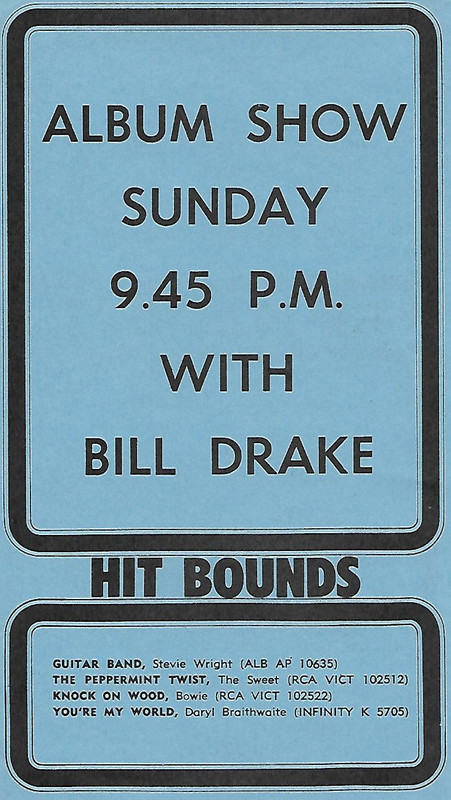 ALBUM SHOW
SUNDAY
9.45 P.M.
WITH
BILL DRAKE
HIT BOUNDS
GUITAR BAND, Stevie Wright (ALB AP 10635)
THE PEPPERMINT TWIST, The Sweet (RCA VICT 102512)
KNOCK ON WOOD, Bowie (RCA VICT 102522)
YOU'RE MY WORLD, Daryl Braithwaite (INFINITY K 5705)